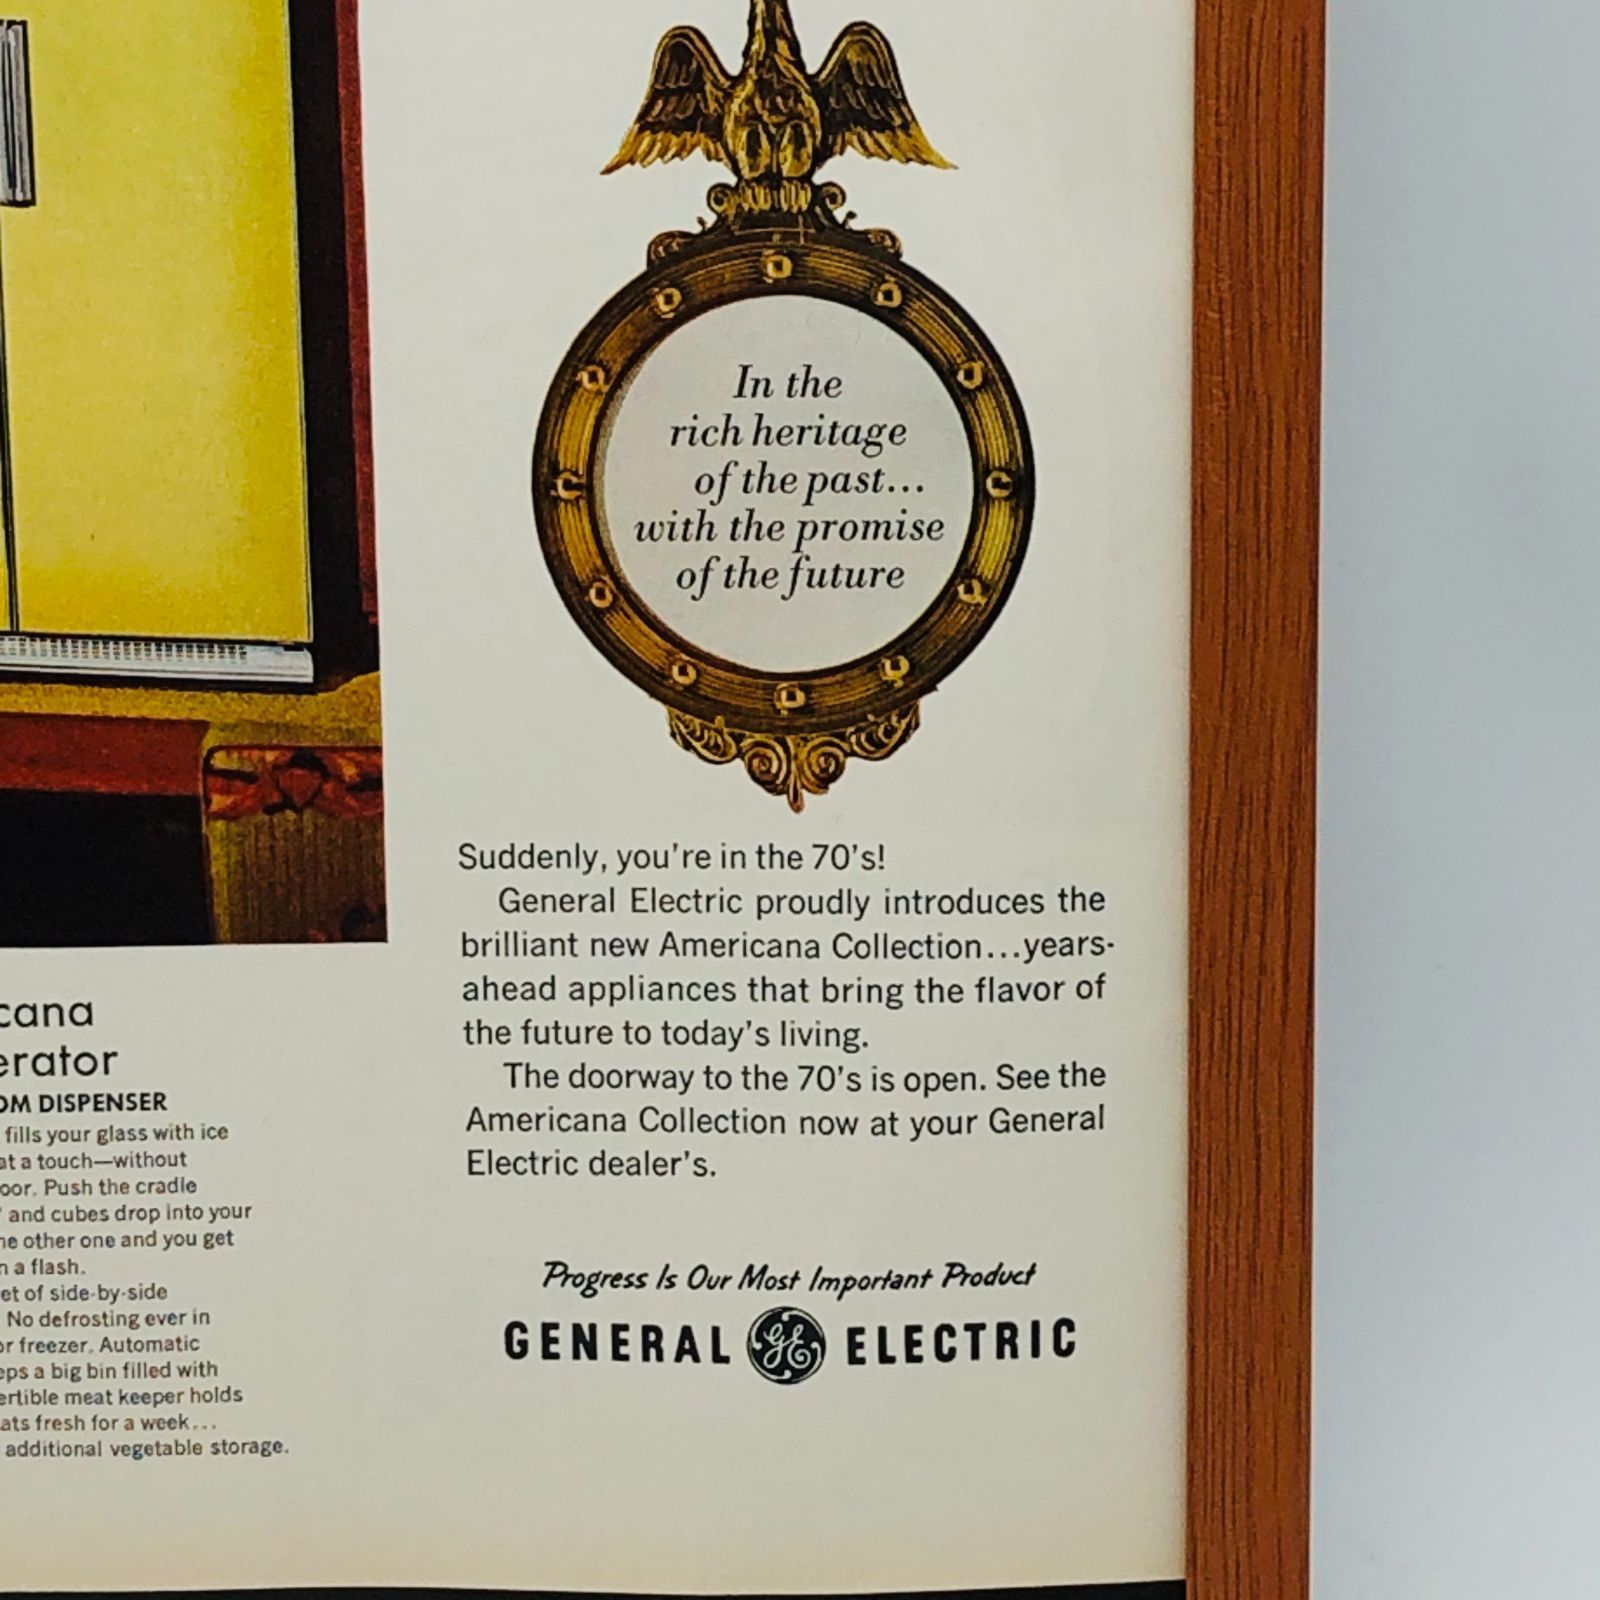 In the
rich heritage
of the past...
with the promise
of the future
Suddenly, you're in the 70's!
General Electric proudly introduces the
brilliant new Americana Collection...years-
ahead appliances that bring the flavor of
the future to today's living.
The doorway to the 70's is open. See the
Americana Collection now at your General
Electric dealer's.
Progress Is Our Most Important Product
GENERAL GE ELECTRIC
cana
erator
OM DISPENSER
fills your glass with ice
at a touch—without
oor. Push the cradle
and cubes drop into your
he other one and you get
n a flash.
et of side-by-side
No defrosting ever in
or freezer. Automatic
eps a big bin filled with
ertible meat keeper holds
ats fresh for a week...
additional vegetable storage.